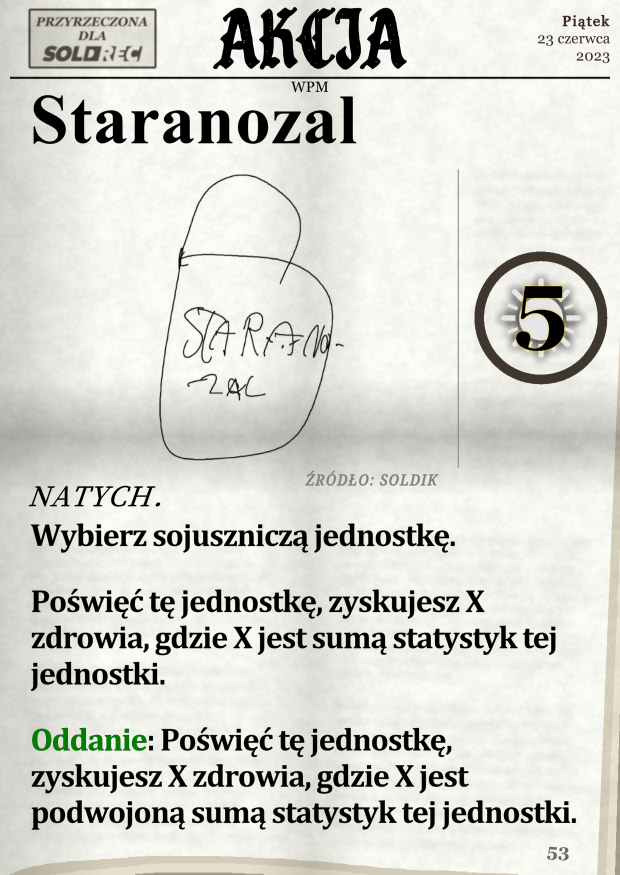 PRZYRZECZONA
DLA
SOLDREC
AKCJA
Piątek
23 czerwca
2023
WPM
Staranozal
STARANO-
ZAL
5
ŹRÓDŁO: SOLDIK
NATYCH.
Wybierz sojuszniczą jednostkę.
Poświęć tę jednostkę, zyskujesz X
zdrowia, gdzie X jest sumą statystyk tej
jednostki.
Oddanie: Poświęć tę jednostkę,
zyskujesz X zdrowia, gdzie X jest
podwojoną sumą statystyk tej jednostki.
53